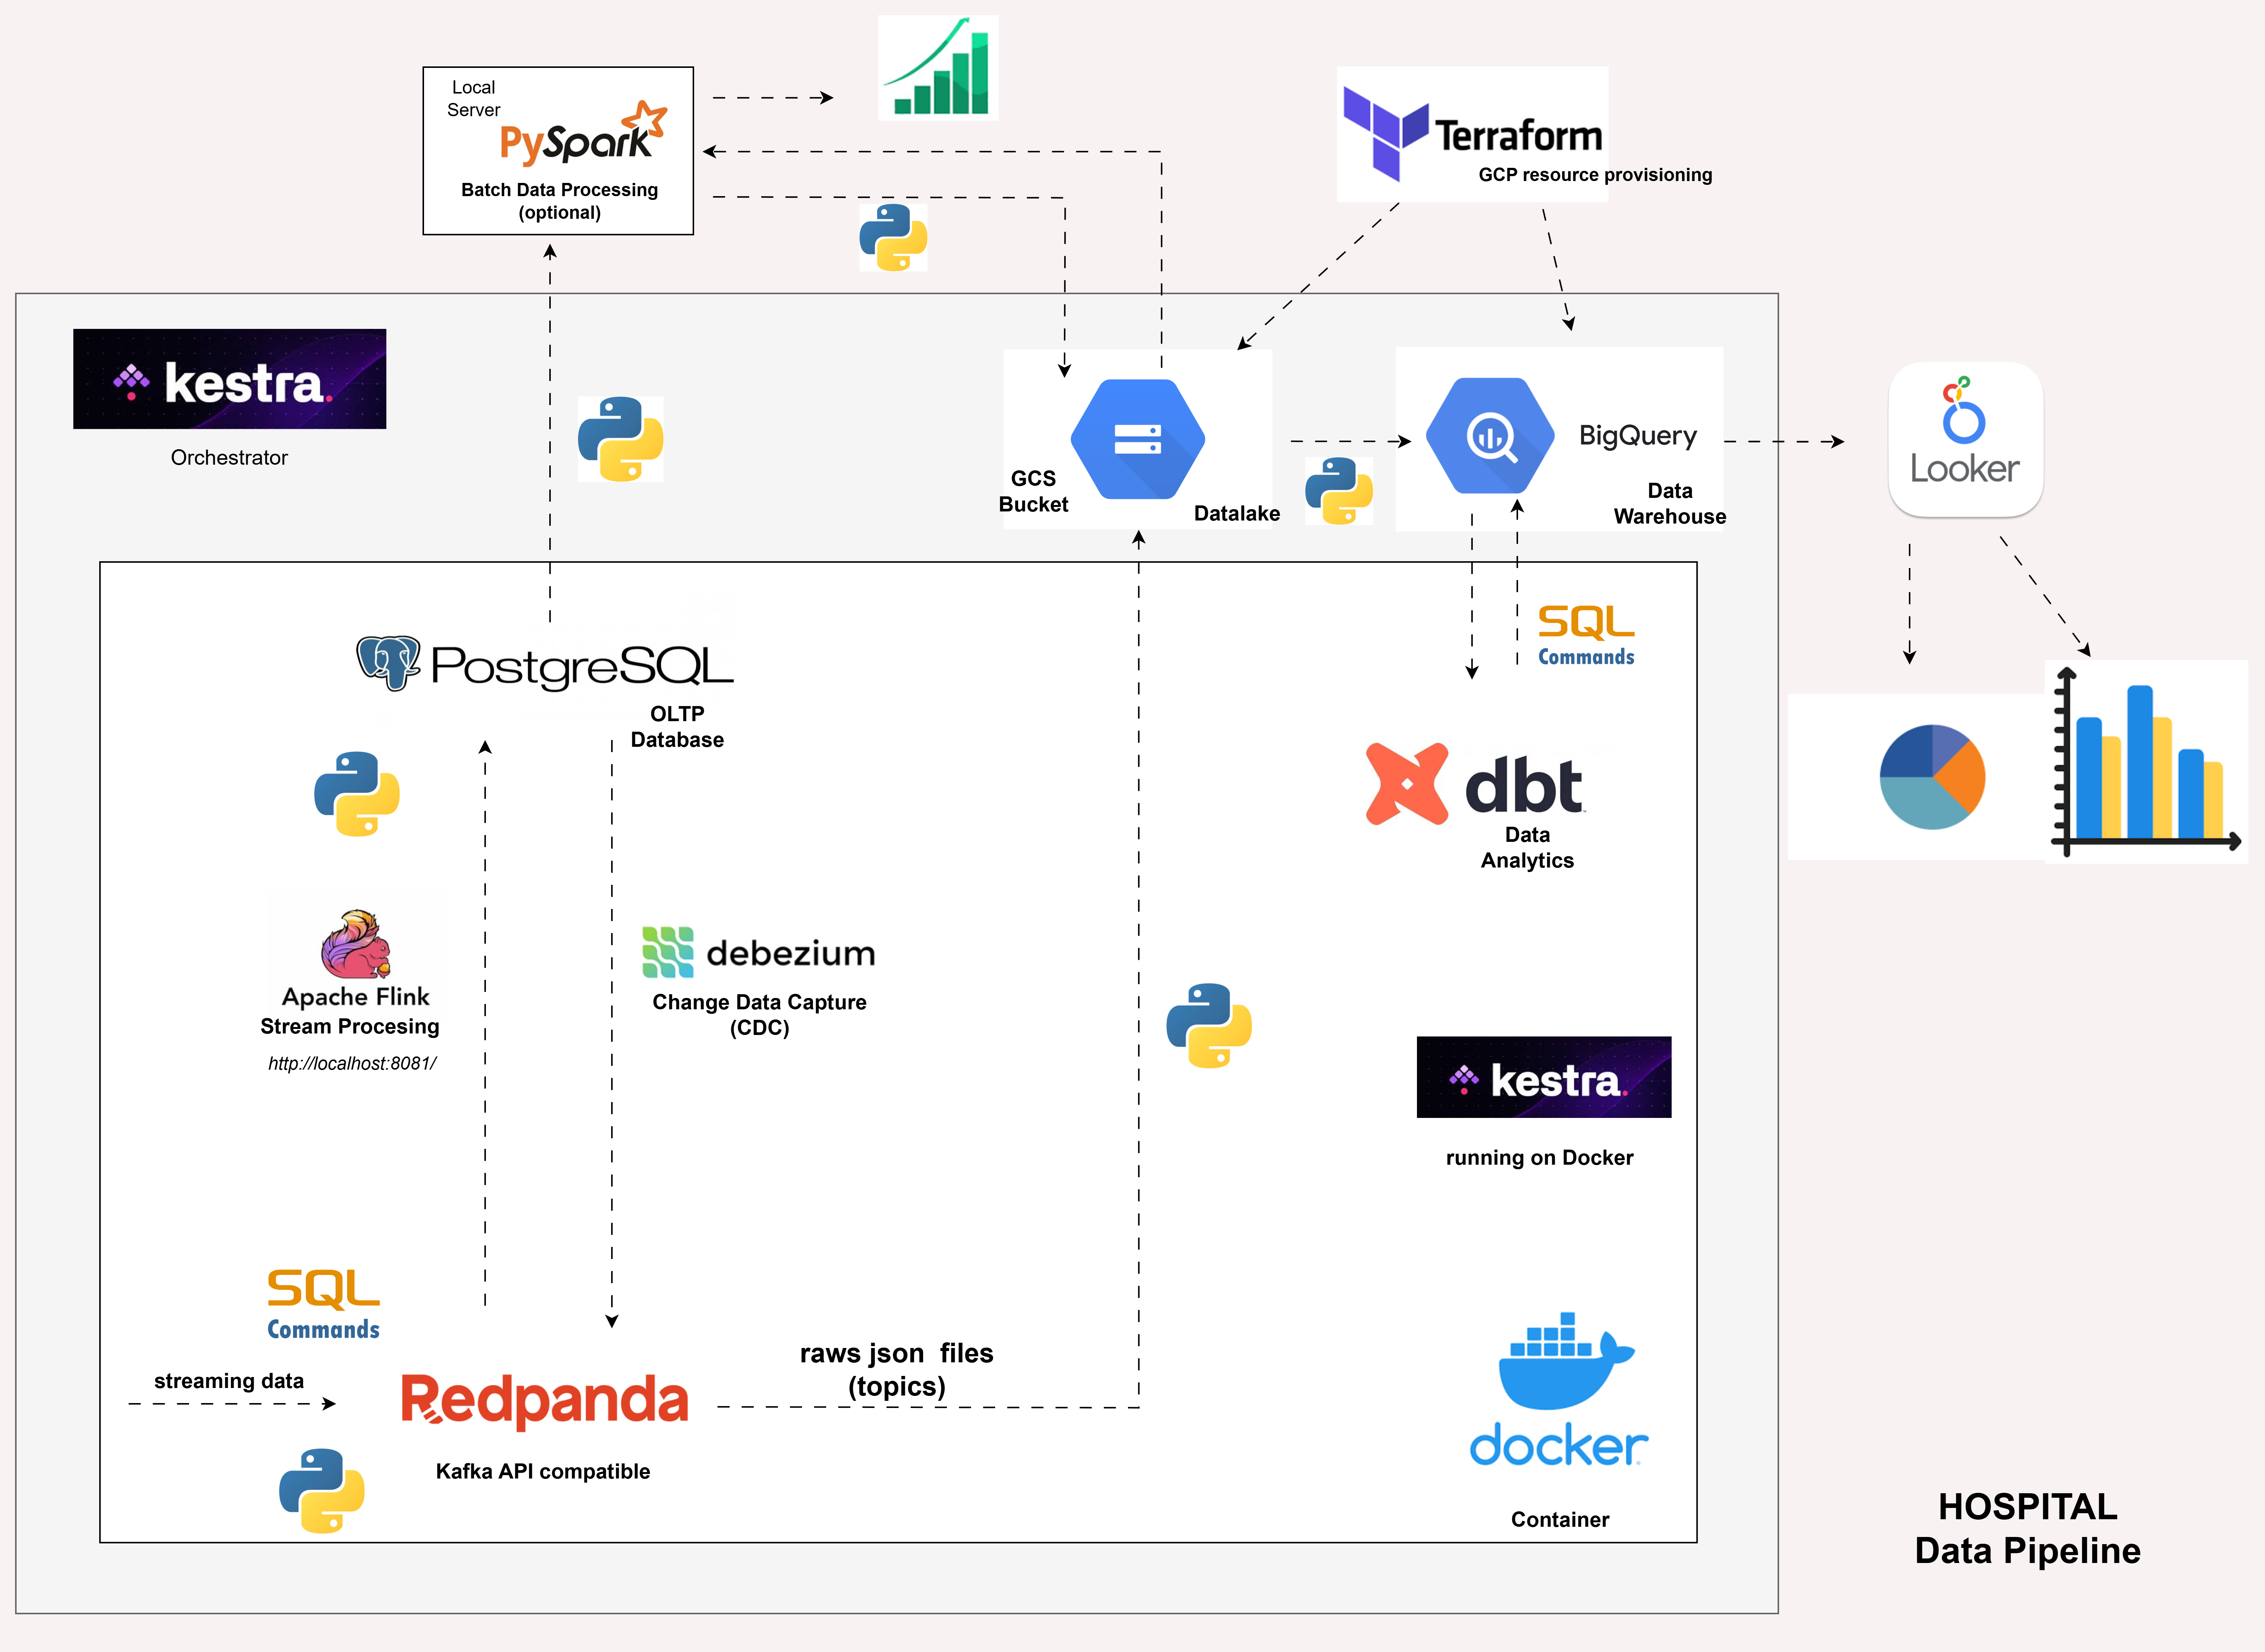 Local
Server
PySpark
Batch Data Processing
(optional)
Terraform
GCP resource provisioning
kestra.
Orchestrator
GCS
Bucket
Datalake
BigQuery
Data
Warehouse
Looker
PostgreSQL
OLTP
Database
SQL
Commands
dbt
Data
Analytics
debezium
Change Data Capture
(CDC)
Apache Flink
Stream Procesing
http://localhost:8081/
kestra.
running on Docker
SQL
Commands
streaming data
Redpanda
Kafka API compatible
raws json  files
(topics)
docker
Container
HOSPITAL
Data Pipeline